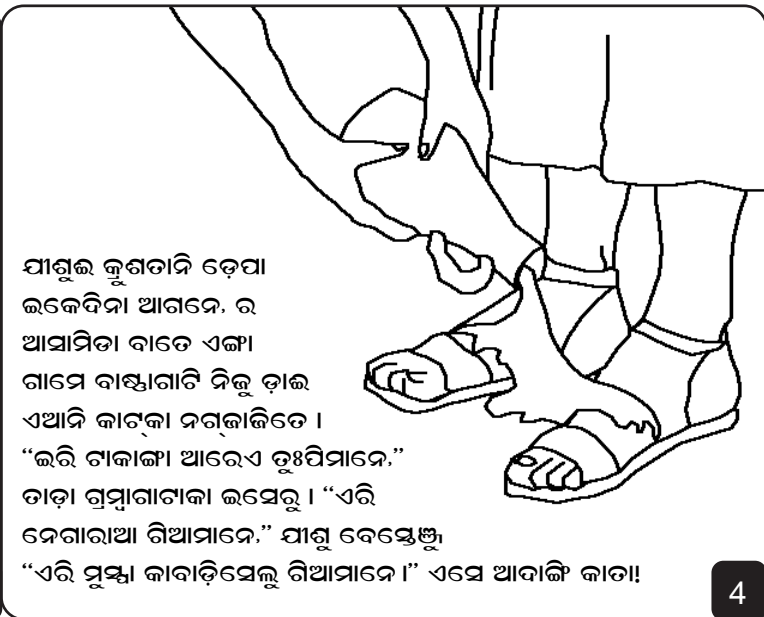 ଯୀଶୁଇ କ୍ରୁଶତାନି ଡ଼େପା
ଇକେଦିନା ଆଗନେ, ର
ଆସାମିତା ବାତେ ଏଙ୍ଗା
ଗାମେ ବାଷ୍ଣାଗାଟି ନିଜୁ ଡ଼ାଈ
ଏଆନି କାଟ୍‌କା ନଗ୍‌ଜାଜିତେ ।
“ଇରି ଟାକାଙ୍ଗା ଆରେଏ ତୁଃପିମାନେ,”
ତାଡ଼ା ଗ୍ରମ୍ବାଗାଟାକା ଇସେରୁ । “ଏରି
ନେଗାରାଆ ଗିଆମାନେ,” ଯୀଶୁ ବେସ୍ତେଞ୍ଜୁ
“ଏରି ମୁସ୍ନା କାବାଡ଼ିସେଲୁ ଗିଆମାନେ ।” ଏସେ ଆଦାଙ୍ଗି କାତା!
4